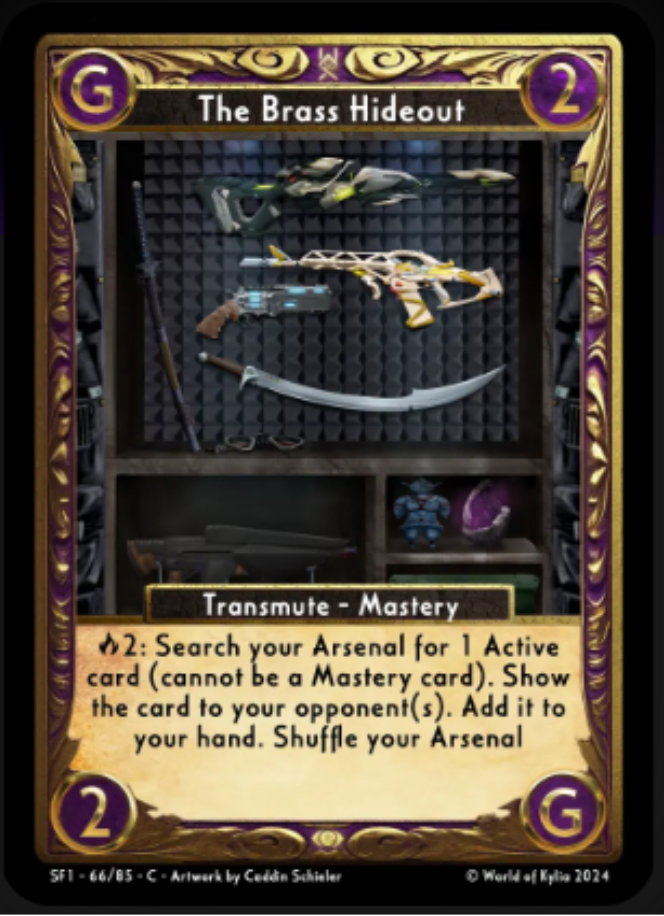 G
2
The Brass Hideout
Transmute - Mastery
2: Search your Arsenal for 1 Active
card (cannot be a Mastery card). Show
the card to your opponent(s). Add it to
your hand. Shuffle your Arsenal
2
G
SF1 - 66/85 - C - Artwork by Caddin Schieler
© World of Kylia 2024